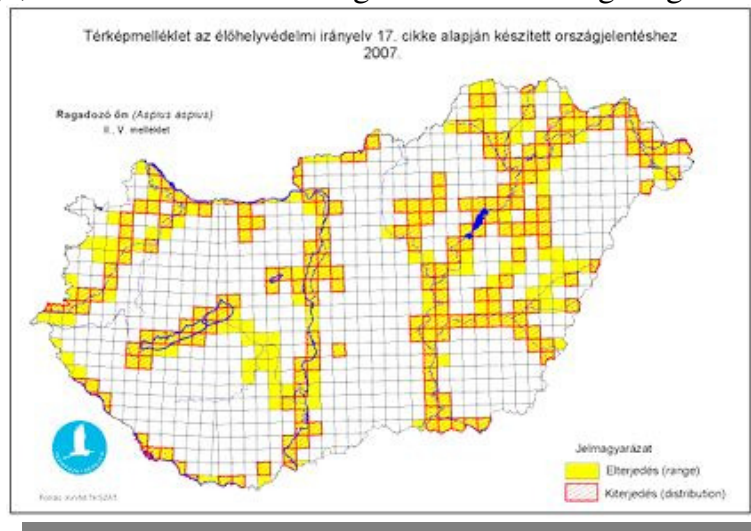 Térképmelléklet az élőhelyvédelmi irányelv 17. cikke alapján készített országjelentéshez
2007.
Ragadozó őn (Aspius aspius)
II., V. melléklet
Jelmagyarázat
Elterjedés (range)
Kiterjedés (distribution)